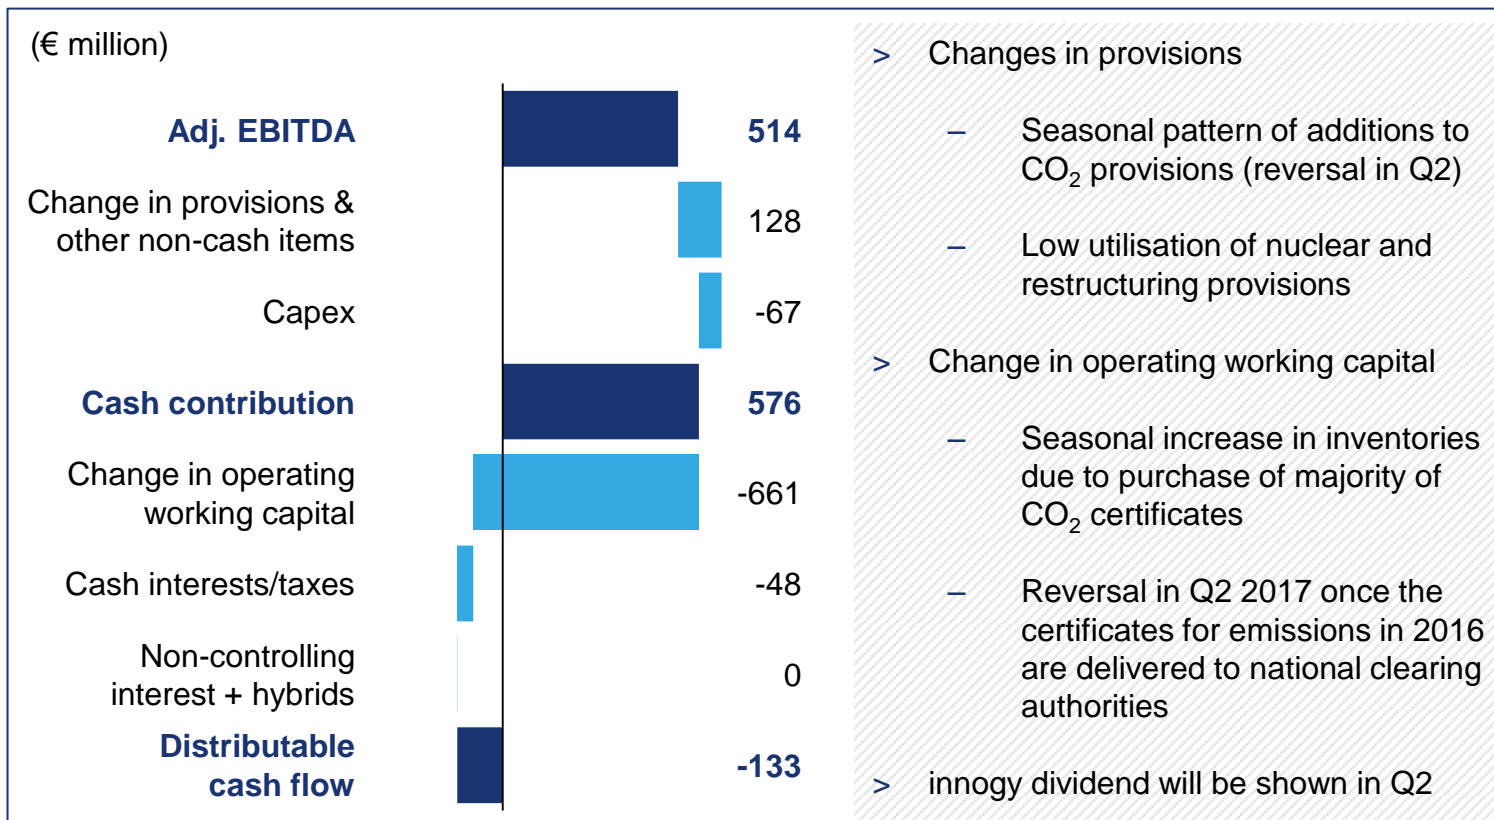 (€ million)
Adj. EBITDA 514
Change in provisions &
other non-cash items 128
Capex -67
Cash contribution 576
Change in operating
working capital -661
Cash interests/taxes -48
Non-controlling
interest + hybrids 0
Distributable
cash flow -133
> Changes in provisions
– Seasonal pattern of additions to
CO₂ provisions (reversal in Q2)
– Low utilisation of nuclear and
restructuring provisions
> Change in operating working capital
– Seasonal increase in inventories
due to purchase of majority of
CO₂ certificates
– Reversal in Q2 2017 once the
certificates for emissions in 2016
are delivered to national clearing
authorities
> innogy dividend will be shown in Q2